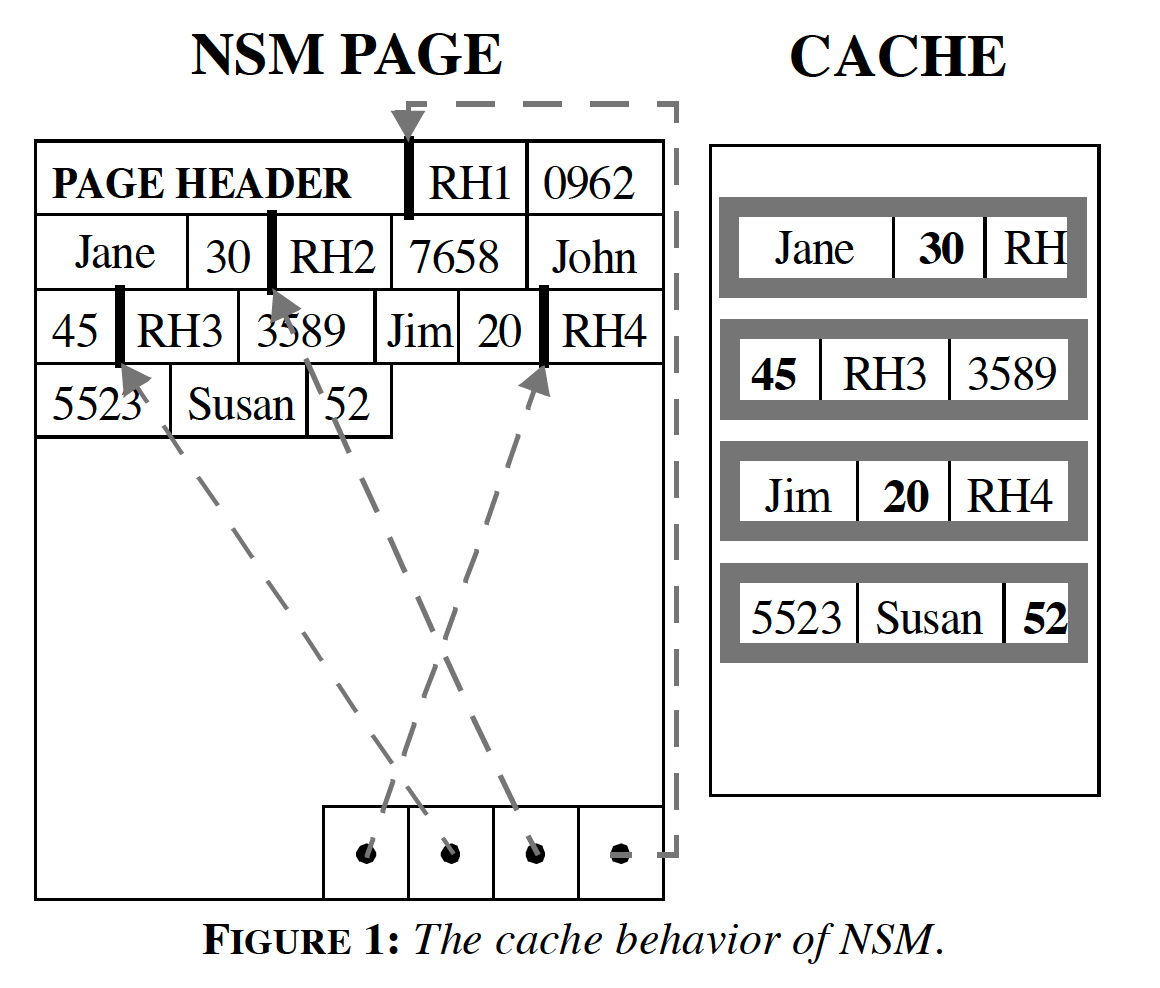 NSM PAGE
CACHE
PAGE HEADER RH1 0962
Jane 30 RH2 7658 John
45 RH3 3589 Jim 20 RH4
5523 Susan 52
Jane 30 RH
45 RH3 3589
Jim 20 RH4
5523 Susan 52
FIGURE 1: The cache behavior of NSM.